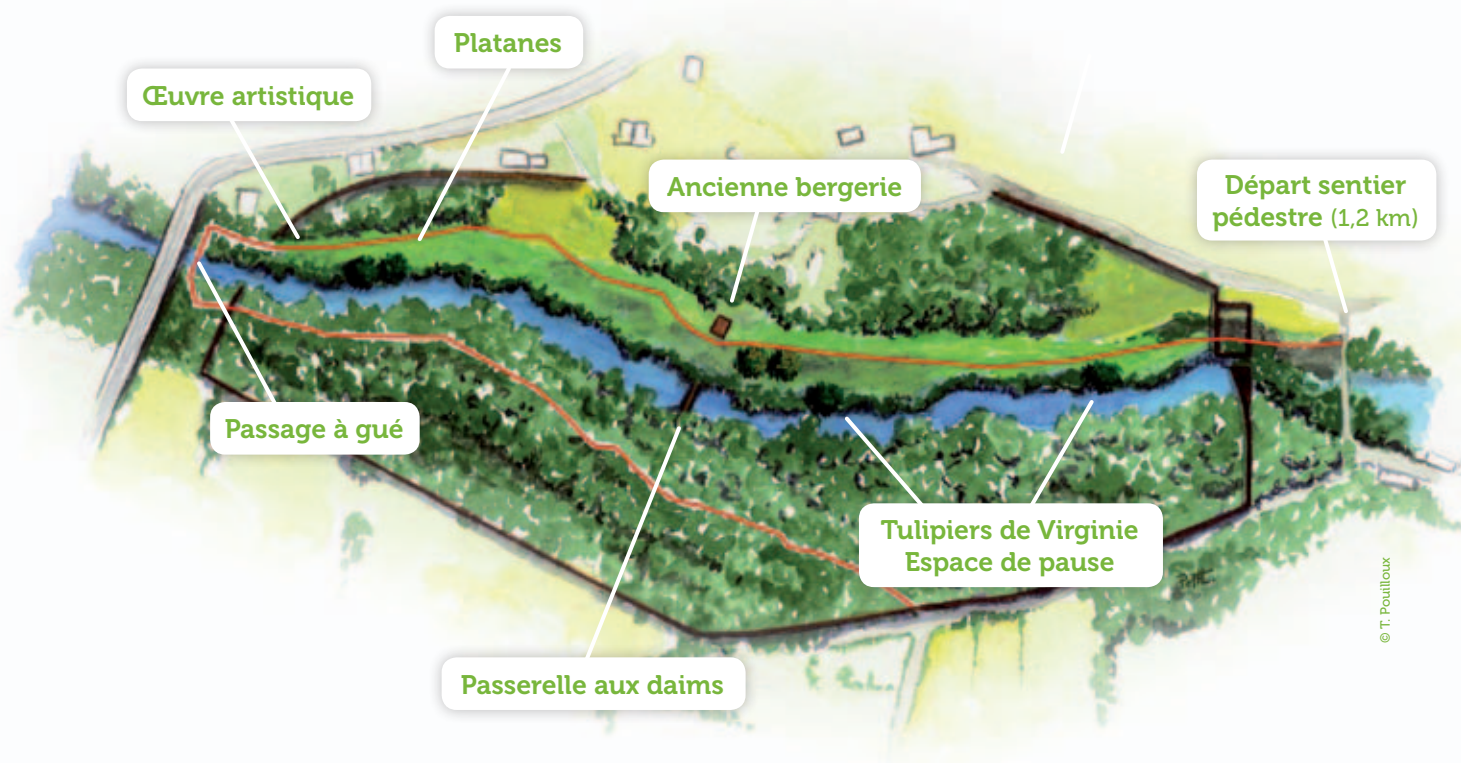 Platanes
Œuvre artistique
Ancienne bergerie
Départ sentier
pédestre (1,2 km)
Passage à gué
Tulipiers de Virginie
Espace de pause
Passerelle aux daims
© T. Pouilloux